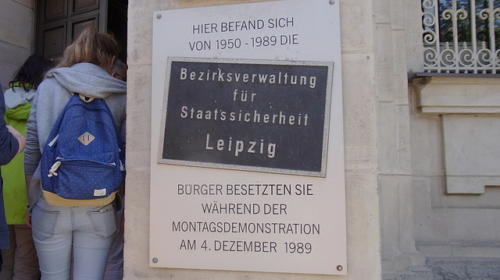 HIER BEFAND SICH
VON 1950 - 1989 DIE
Bezirksverwaltung
für
Staatssicherheit
Leipzig
BÜRGER BESETZTEN SIE
WÄHREND DER
MONTAGSDEMONSTRATION
AM 4. DEZEMBER 1989